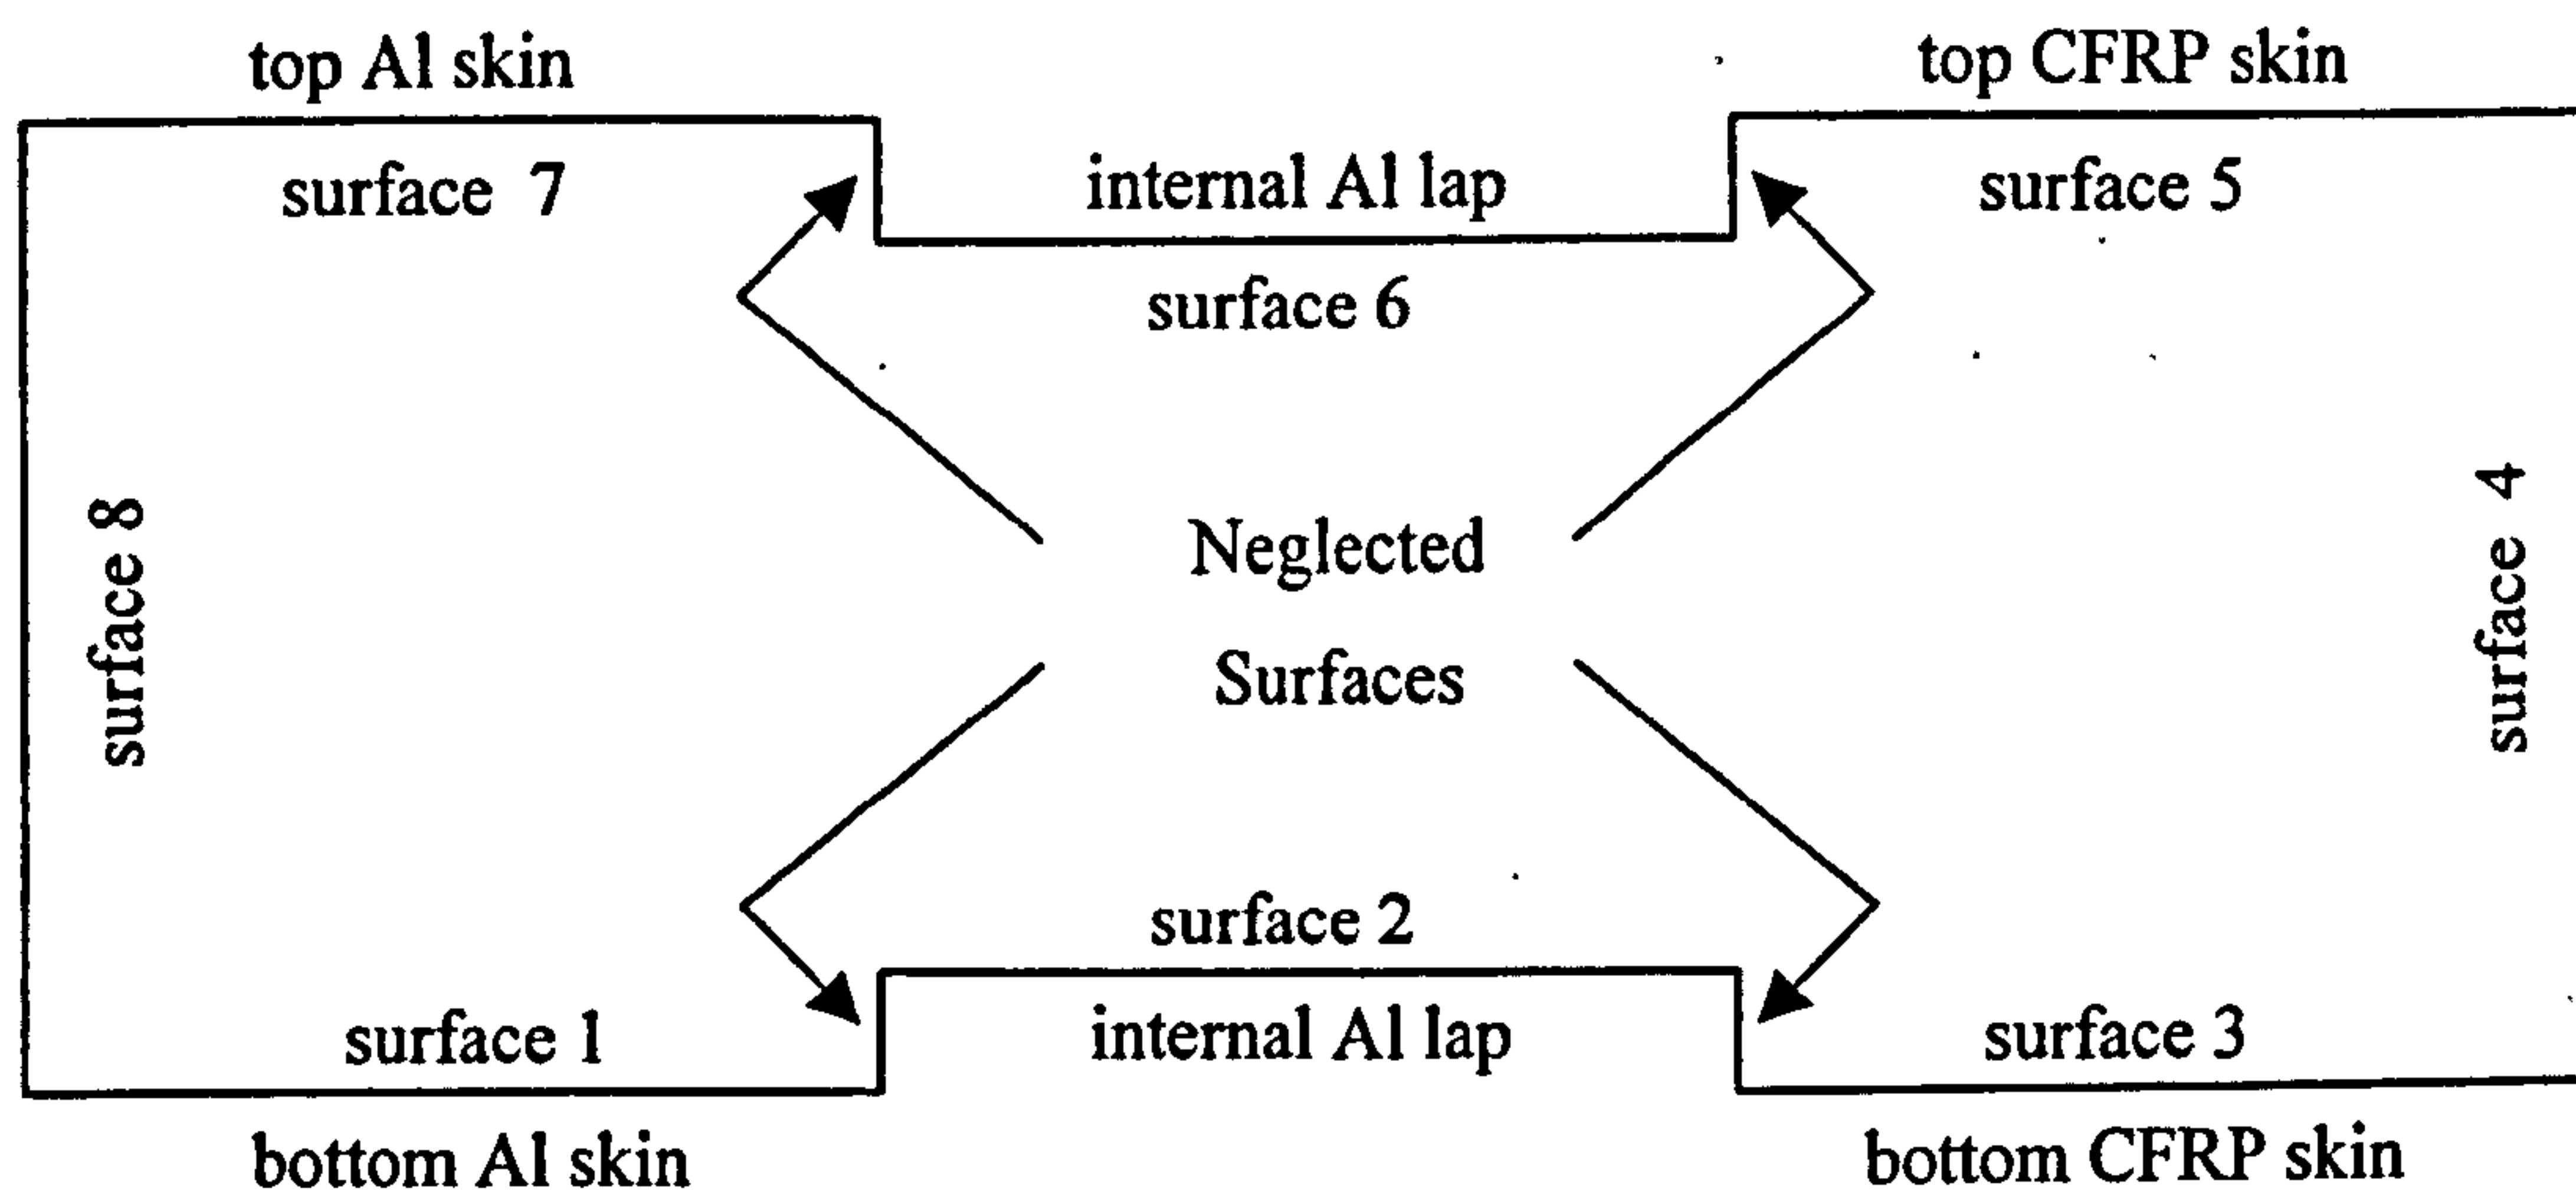 top Al skin
top CFRP skin
surface 7
internal Al lap
surface 5
surface 6
surface 8
Neglected
Surfaces
surface 4
surface 2
surface 1
internal Al lap
surface 3
bottom Al skin
bottom CFRP skin